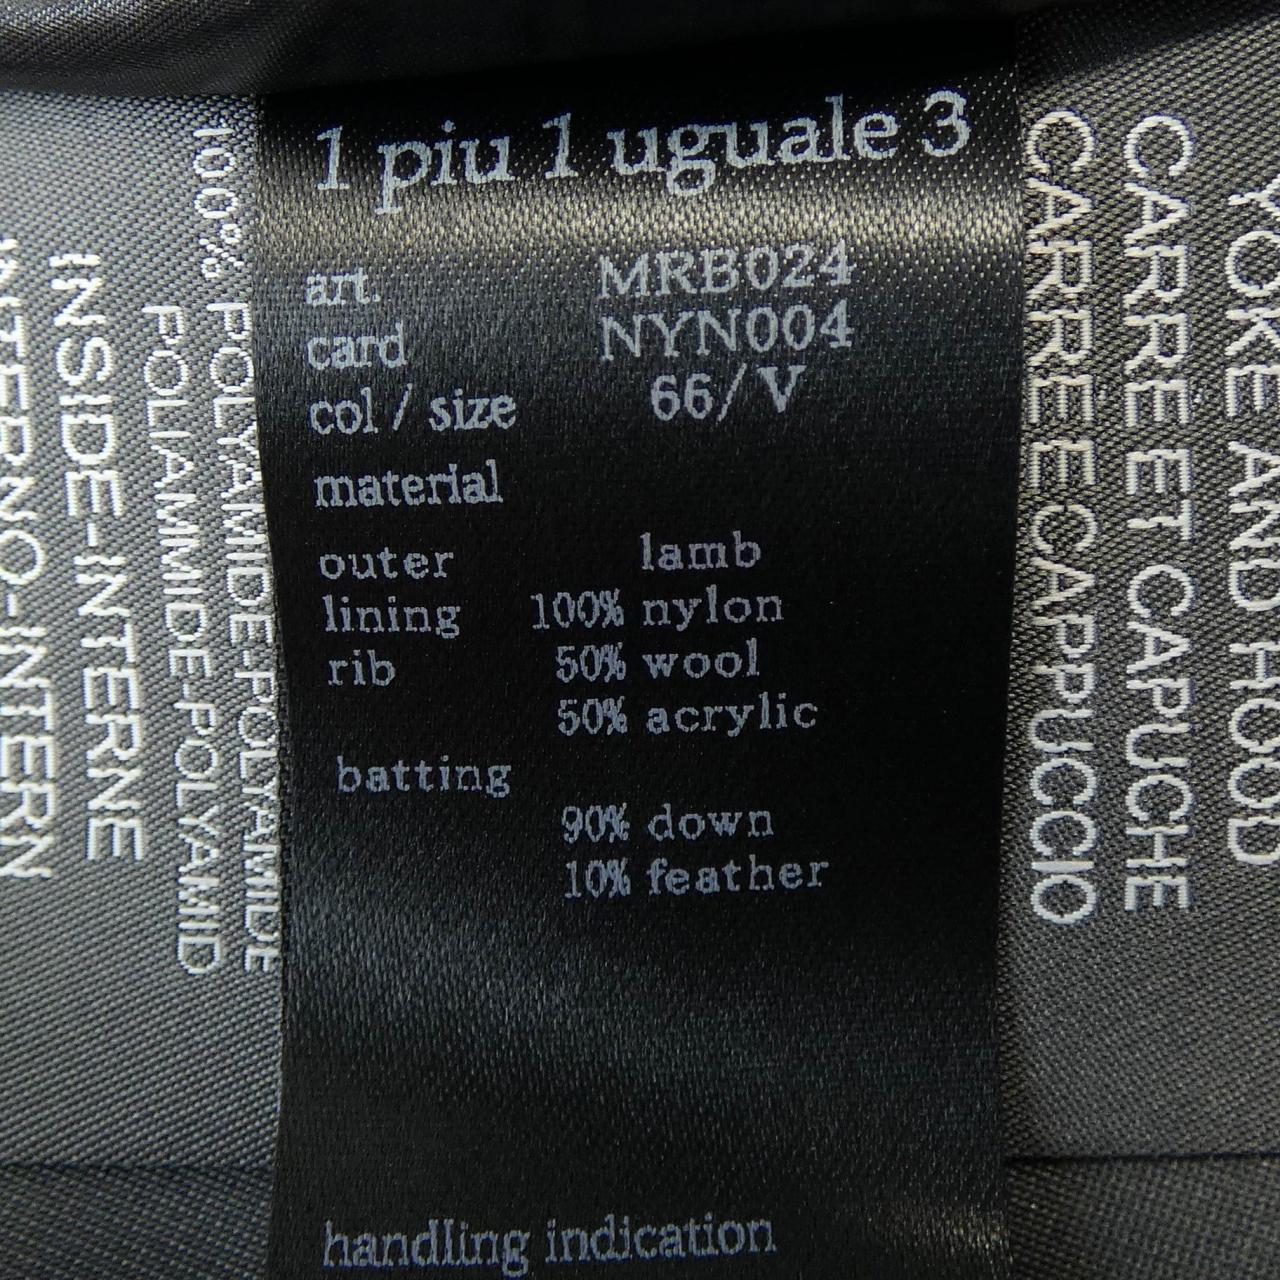 1 piu 1 uguale 3
art. MRB024
card NYN004
col / size 66/V
material
outer lamb
lining 100% nylon
rib 50% wool
50% acrylic
batting
90% down
10% feather
handling indication
100% POLYAMIDE-POLYAMIDE
POLIAMMIDE-POLYAMID
INSIDE-INTERNE
INTERNO-INTERN
YOKE AND HOOD
CARRE ET CAPUCHE
CARRE E CAPPUCCIO